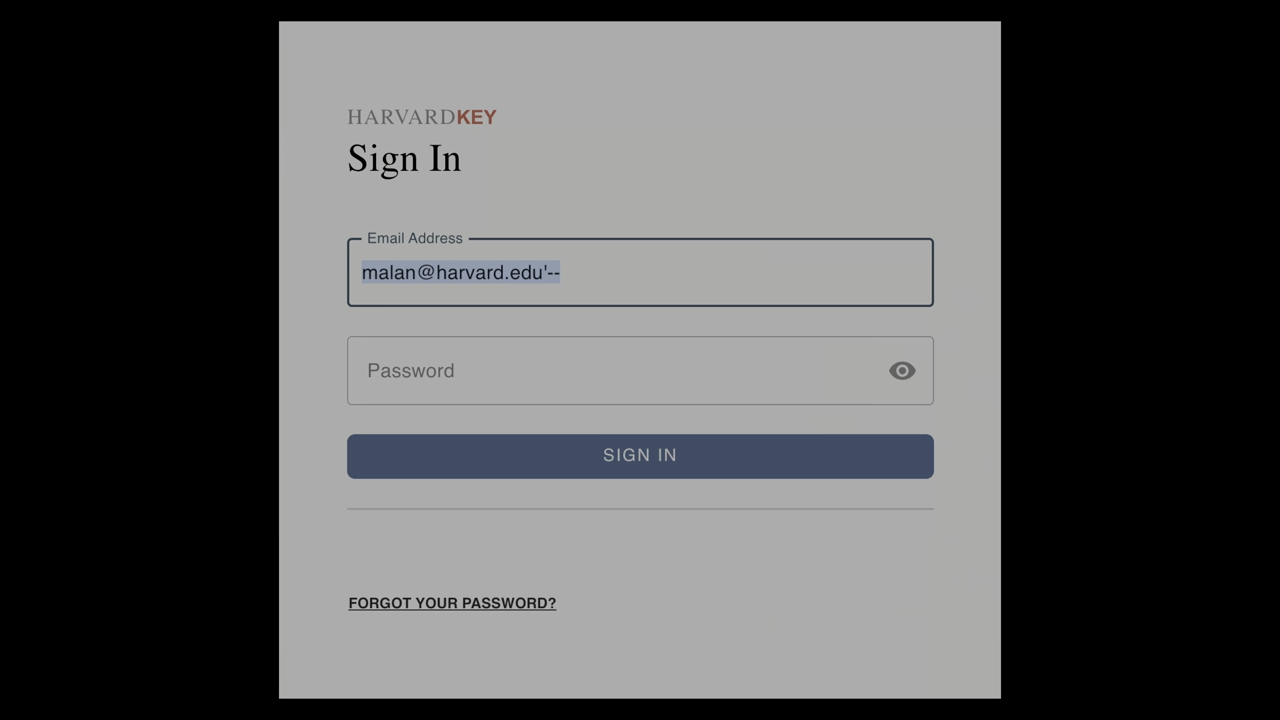 HARVARDKEY
Sign In
Email Address
malan@harvard.edu'--
Password
SIGN IN
FORGOT YOUR PASSWORD?